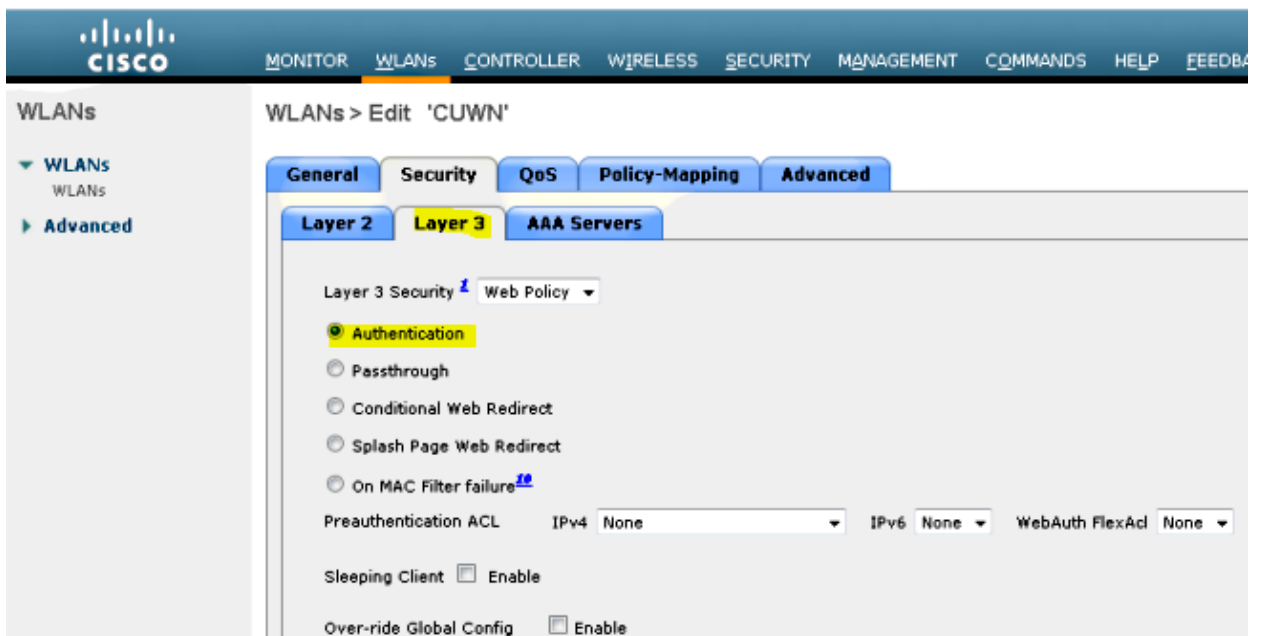 CISCO
MONITOR WLANs CONTROLLER WIRELESS SECURITY MANAGEMENT COMMANDS HELP
WLANs
WLANs
WLANs
Advanced
WLANs > Edit 'CUWN'
General Security QoS Policy-Mapping Advanced
Layer 2 Layer 3 AAA Servers
Layer 3 Security 1 Web Policy
Authentication
Passthrough
Conditional Web Redirect
Splash Page Web Redirect
On MAC Filter failure10
Preauthentication ACL IPv4 None IPv6 None WebAuth FlexAcl None
Sleeping Client Enable
Over-ride Global Config Enable